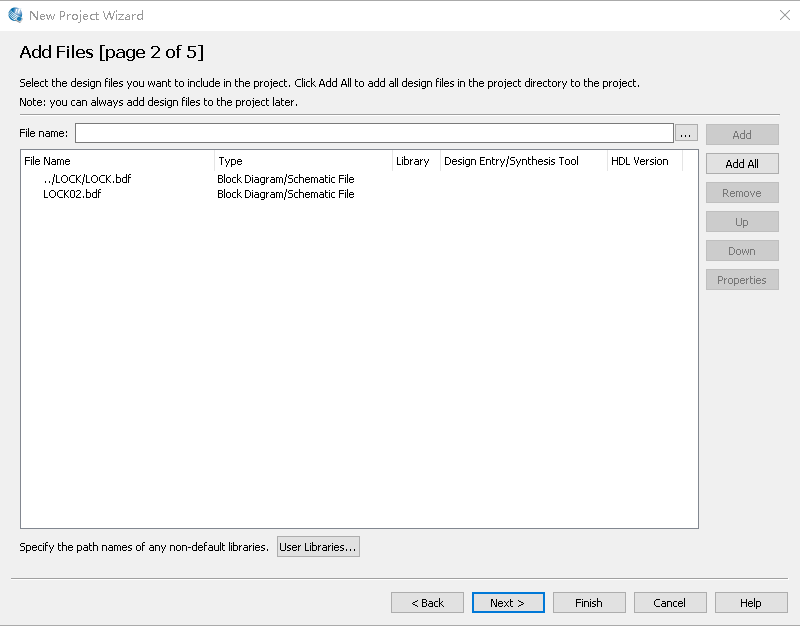 New Project Wizard
Add Files [page 2 of 5]
Select the design files you want to include in the project. Click Add All to add all design files in the project directory to the project.
Note: you can always add design files to the project later.
File name: ... Add
File Name Type Library Design Entry/Synthesis Tool HDL Version Add All
../LOCK/LOCK.bdf Block Diagram/Schematic File
LOCK02.bdf Block Diagram/Schematic File Remove
Up
Down
Properties
Specify the path names of any non-default libraries. User Libraries...
< Back Next > Finish Cancel Help